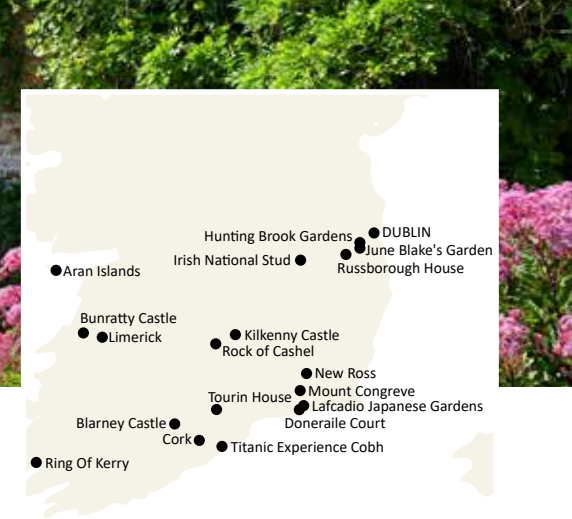 DUBLIN
Hunting Brook Gardens
June Blake's Garden
Irish National Stud
Russborough House
Aran Islands
Bunratty Castle
Limerick
Kilkenny Castle
Rock of Cashel
New Ross
Mount Congreve
Tourin House
Lafcadio Japanese Gardens
Doneraile Court
Blarney Castle
Cork
Titanic Experience Cobh
Ring Of Kerry